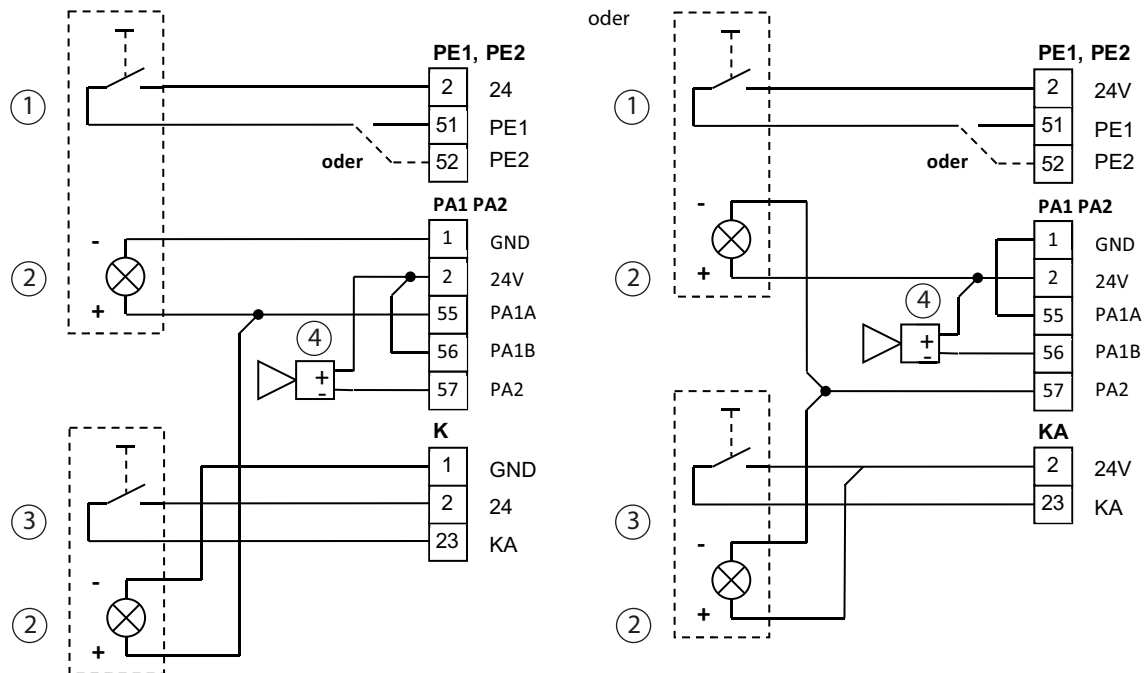 1
PE1, PE2
2 24
51 PE1
oder 52 PE2
PA1 PA2
- 1 GND
2
2 24V
+ 55 PA1A
4
+ 56 PA1B
- 57 PA2
K
1 GND
2 24
3
23 KA
-
2
+
oder
1
PE1, PE2
2 24V
51 PE1
oder 52 PE2
PA1 PA2
-
1 GND
2
+ 2 24V
4
55 PA1A
+
- 56 PA1B
57 PA2
KA
2 24V
3
23 KA
-
2
+